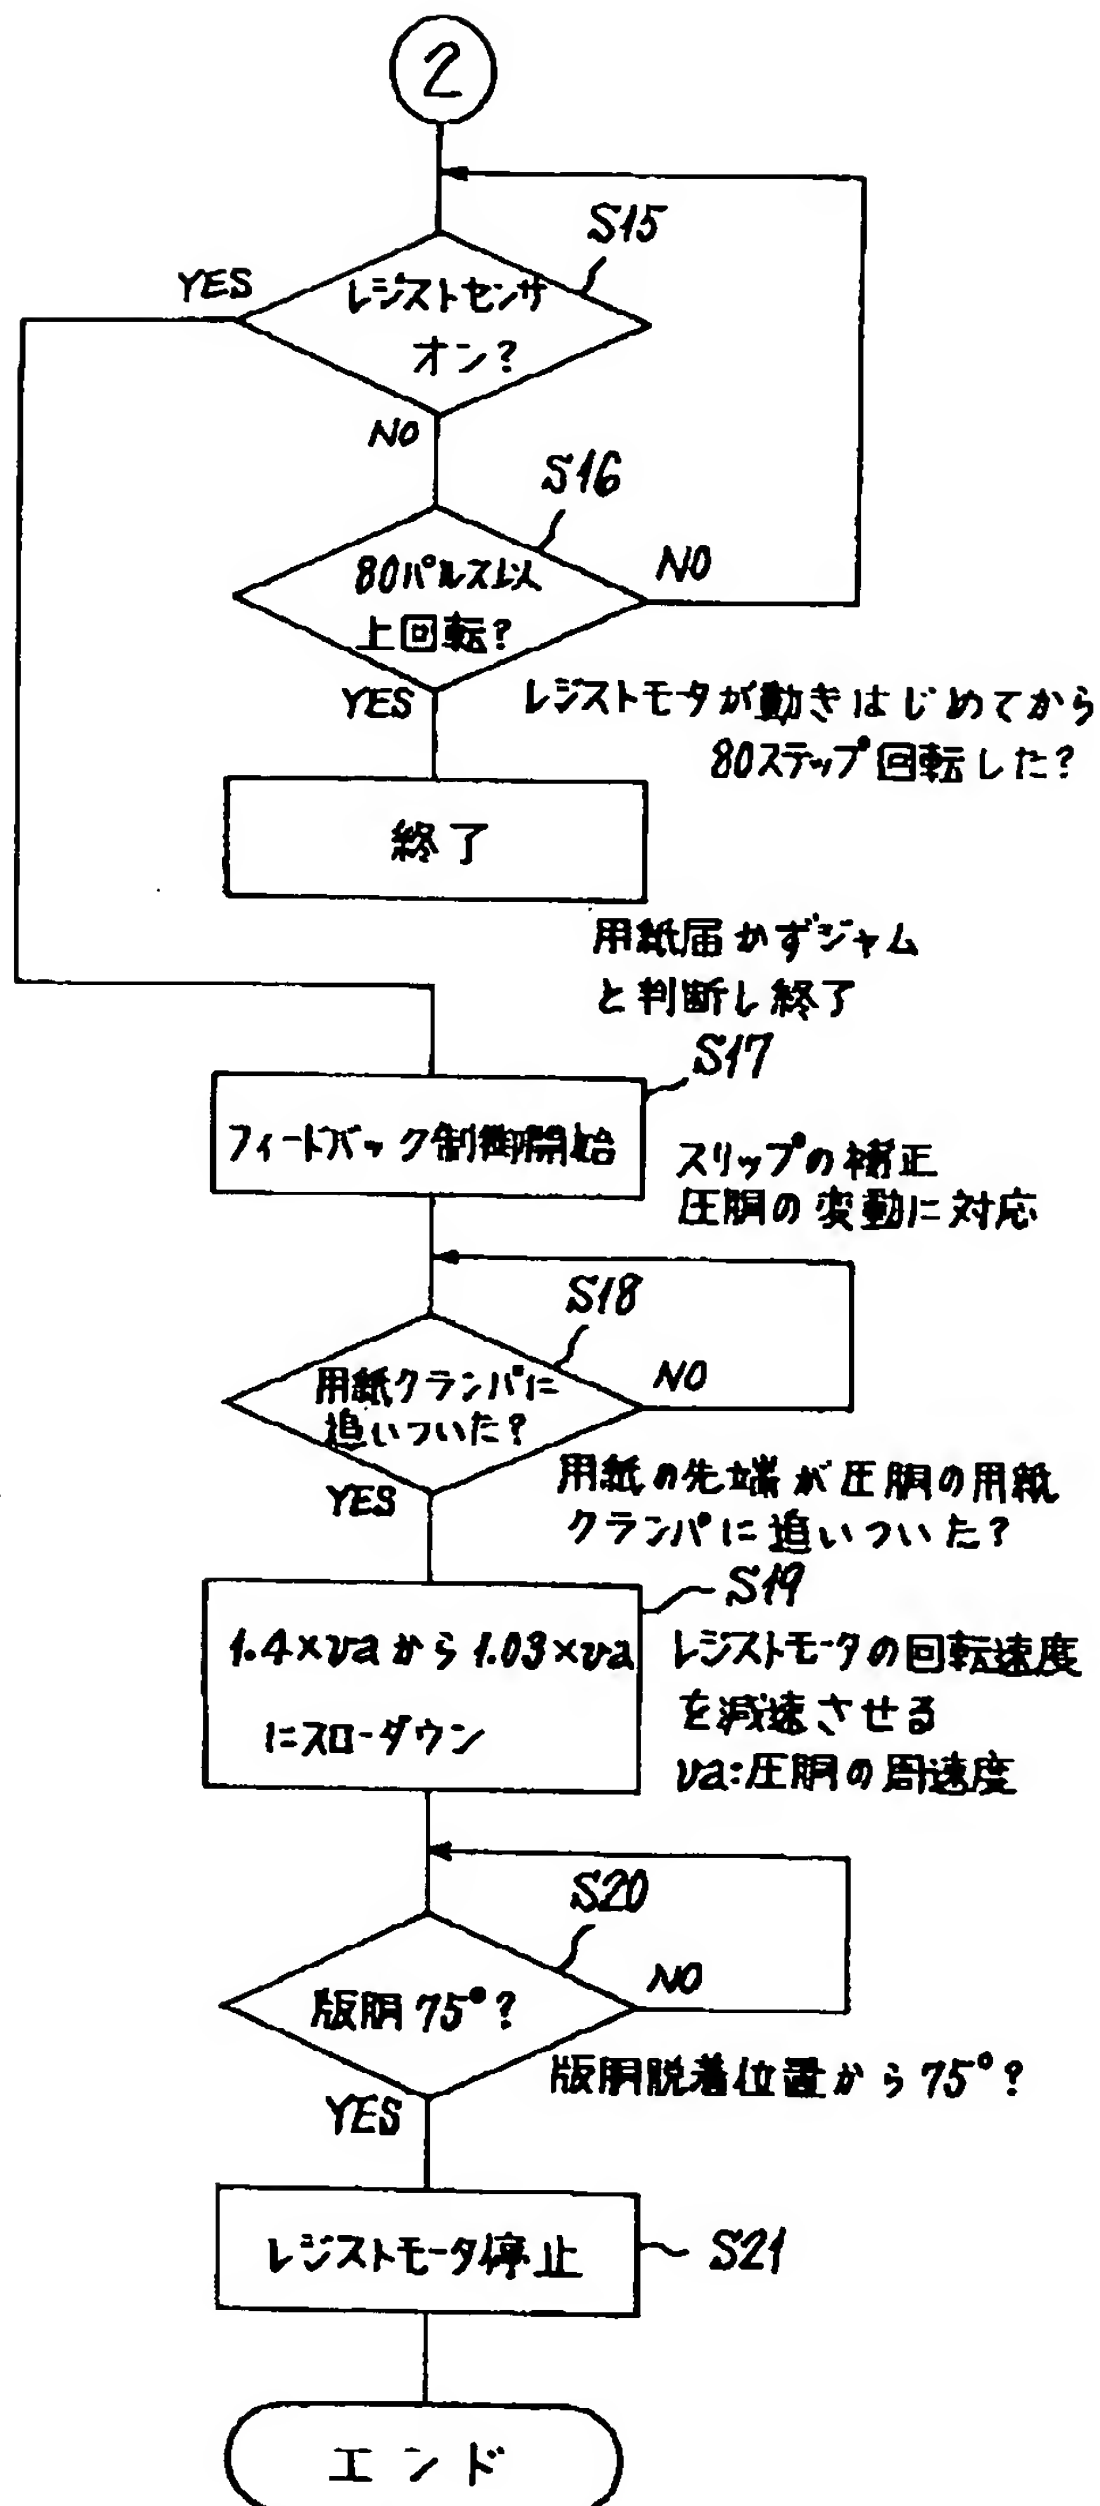 2
S15
YES
レジストセンサ
オン?
NO
S16
80パルス以
上回転?
NO
YES
レジストモータが動きはじめてから
80ステップ回転した?
終了
用紙届かずジャム
と判断し終了
S17
フィードバック制御開始
スリップの補正
圧胴の変動に対応
S18
用紙クランパに
追いついた?
NO
YES
用紙の先端が圧胴の用紙
クランパに追いついた?
S19
1.4×vaから1.03×va
にスローダウン
レジストモータの回転速度
を減速させる
va:圧胴の周速度
S20
版胴75°?
NO
版胴脱着位置から75°?
YES
レジストモータ停止
S21
エンド